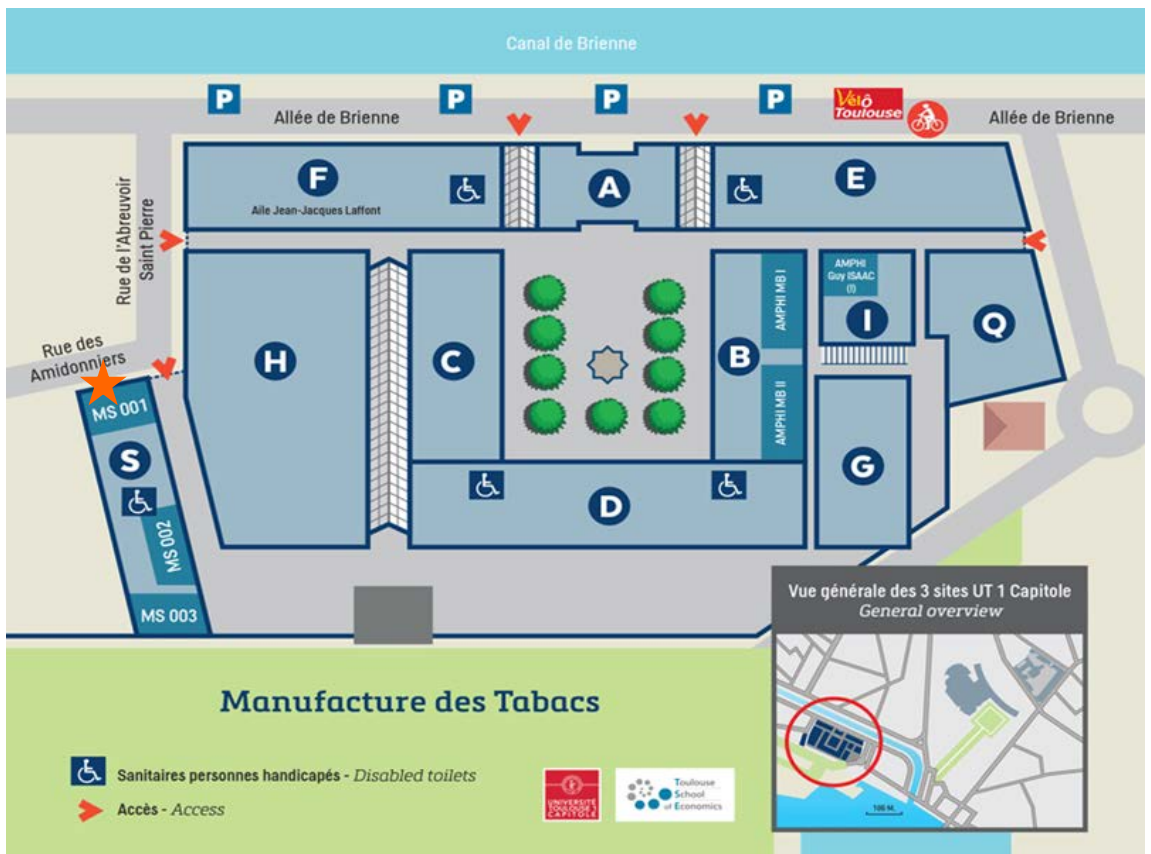 Canal de Brienne
P
P
P
P
Vélô
Toulouse
Allée de Brienne
Allée de Brienne
F
Aile Jean-Jacques Laffont
A
E
Rue de l'Abreuvoir
Saint Pierre
AMPHI
Guy ISAAC
(I)
I
AMPHI MB I
AMPHI MB II
H
C
B
Q
Rue des
Amidonniers
MS 001
S
MS 002
MS 003
G
D
Vue générale des 3 sites UT 1 Capitole
General overview
100 M.
Manufacture des Tabacs
Sanitaires personnes handicapés - Disabled toilets
Accès - Access
UNIVERSITÉ
TOULOUSE 1
CAPITOLE
Toulouse
School
of Economics